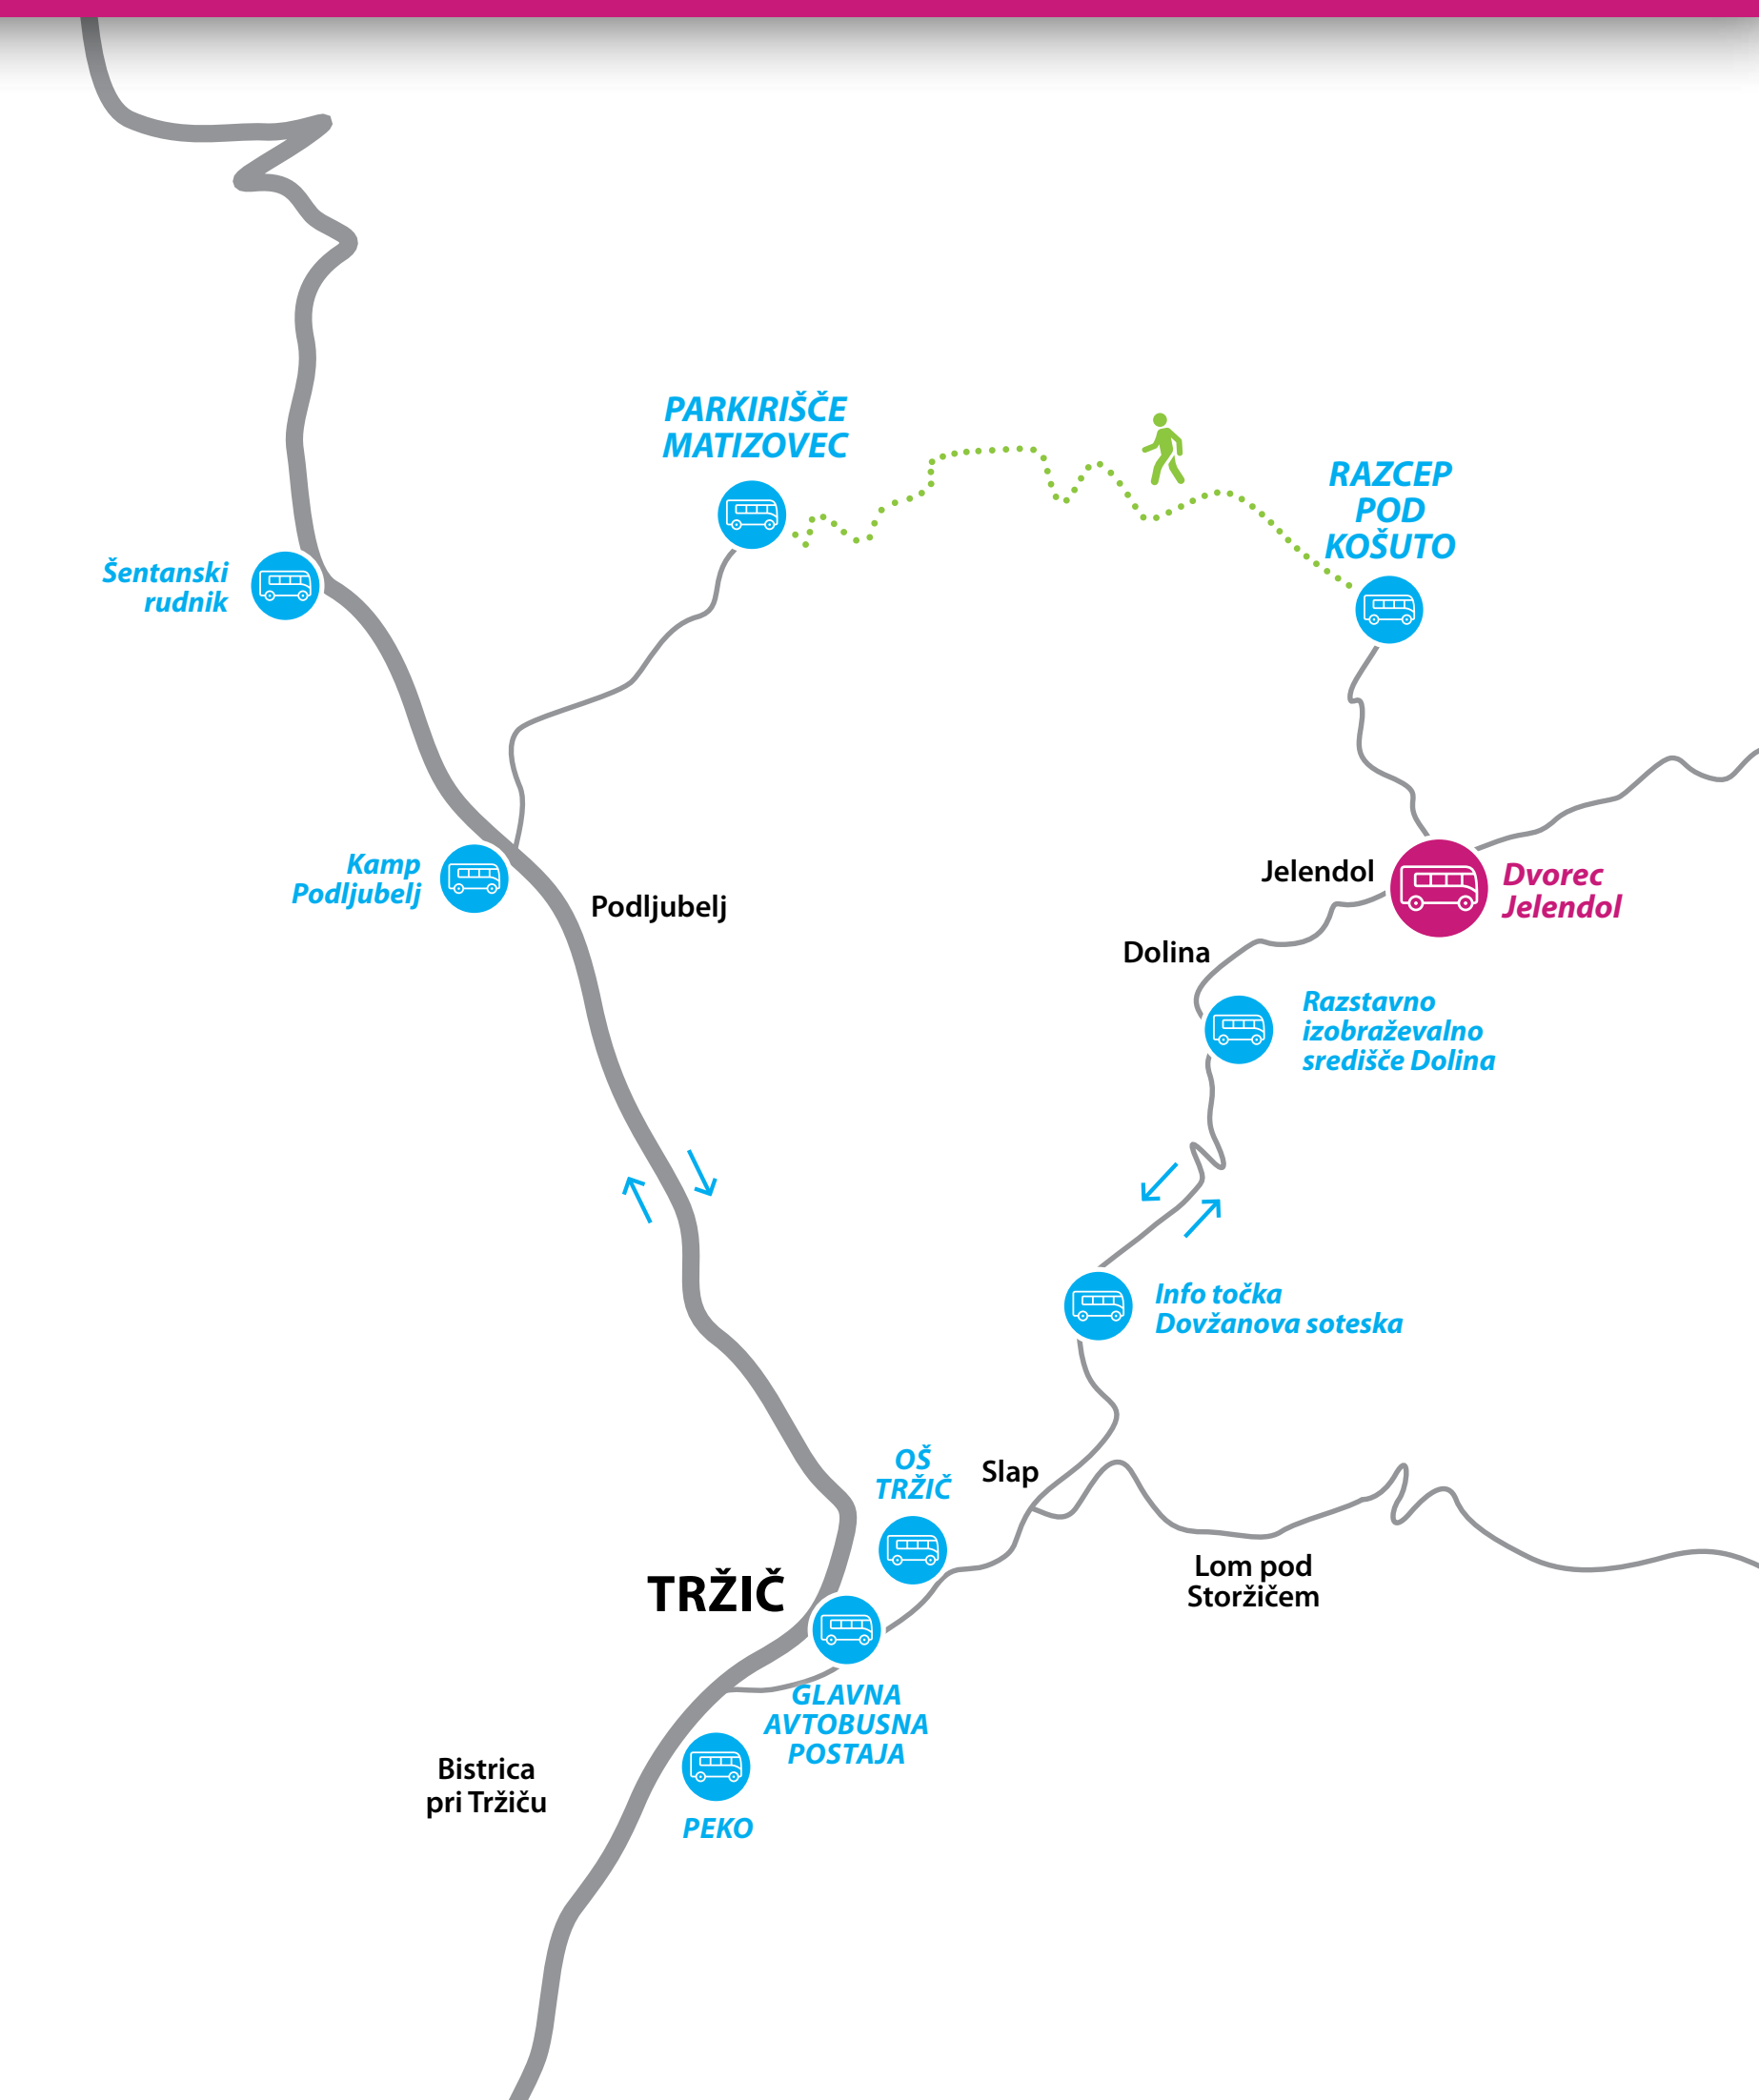 PARKIRIŠČE
MATIZOVEC
RAZCEP
POD
KOŠUTO
Šentanski
rudnik
Kamp
Podljubelj
Podljubelj
Jelendol
Dvorec
Jelendol
Dolina
Razstavno
izobraževalno
središče Dolina
Info točka
Dovžanova soteska
OŠ
TRŽIČ
Slap
TRŽIČ
Lom pod
Storžičem
GLAVNA
AVTOBUSNA
POSTAJA
Bistrica
pri Tržiču
PEKO